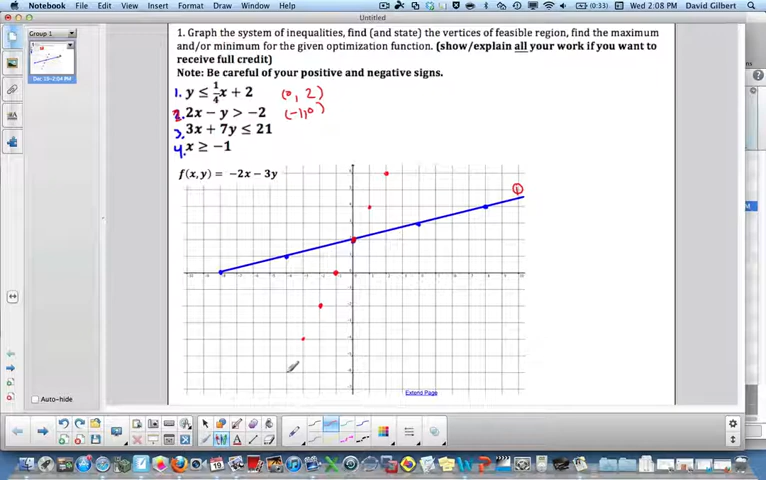 Notebook File Edit View Insert Format Draw Window Help (0:33) Wed 2:08 PM David Gilbert
Untitled
Group 1
1. Graph the system of inequalities, find (and state) the vertices of feasible region, find the maximum
and/or minimum for the given optimization function. (show/explain all your work if you want to
receive full credit)
Note: Be careful of your positive and negative signs.
1. y ≤ 1/4x + 2 (0, 2)
2. 2x − y > −2 (-1, 0)
3. 3x + 7y ≤ 21
4. x ≥ −1
f(x, y) = −2x − 3y
1
Extend Page
Auto-hide